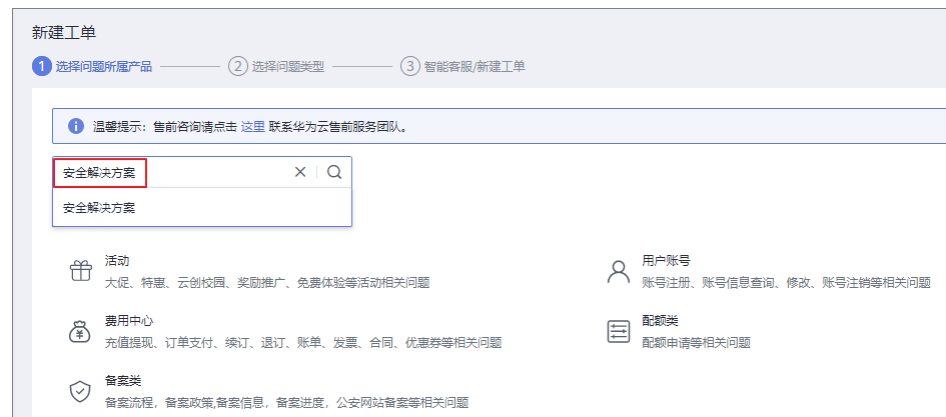 新建工单
1 选择问题所属产品 2 选择问题类型 3 智能客服/新建工单
温馨提示：售前咨询请点击 这里 联系华为云售前服务团队。
安全解决方案
安全解决方案
活动
大促、特惠、云创校园、奖励推广、免费体验等活动相关问题
用户账号
账号注册、账号信息查询、修改、账号注销等相关问题
费用中心
充值提现、订单支付、续订、退订、账单、发票、合同、优惠券等相关问题
配额类
配额申请等相关问题
备案类
备案流程，备案政策,备案信息，备案进度，公安网站备案等相关问题